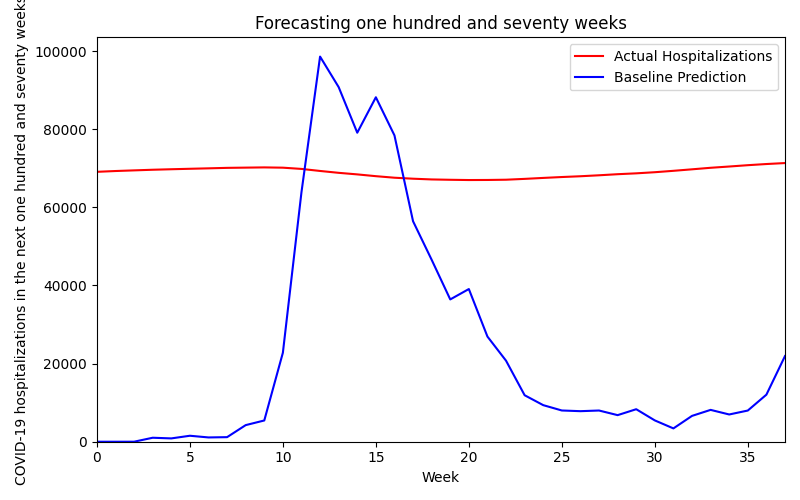 Forecasting one hundred and seventy weeks
COVID-19 hospitalizations in the next one hundred and seventy weeks
100000
80000
60000
40000
20000
0
Actual Hospitalizations
Baseline Prediction
0 5 10 15 20 25 30 35
Week